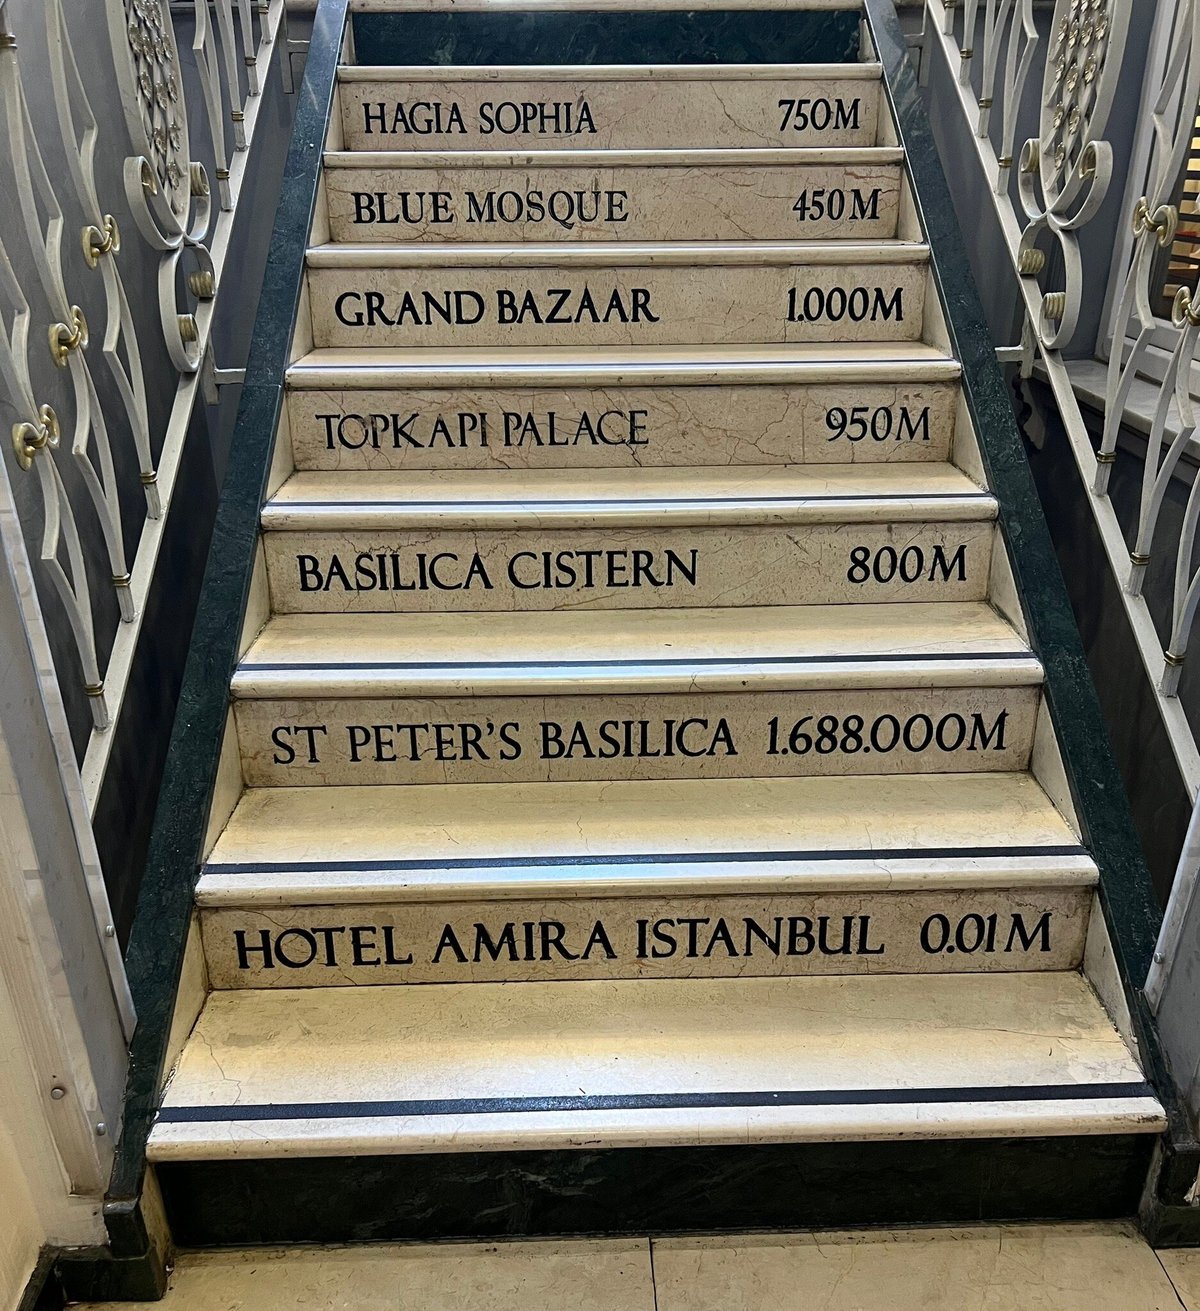 HAGIA SOPHIA 750M
BLUE MOSQUE 450M
GRAND BAZAAR 1.000M
TOPKAPI PALACE 950M
BASILICA CISTERN 800M
ST PETER'S BASILICA 1.688.000M
HOTEL AMIRA ISTANBUL 0.01M